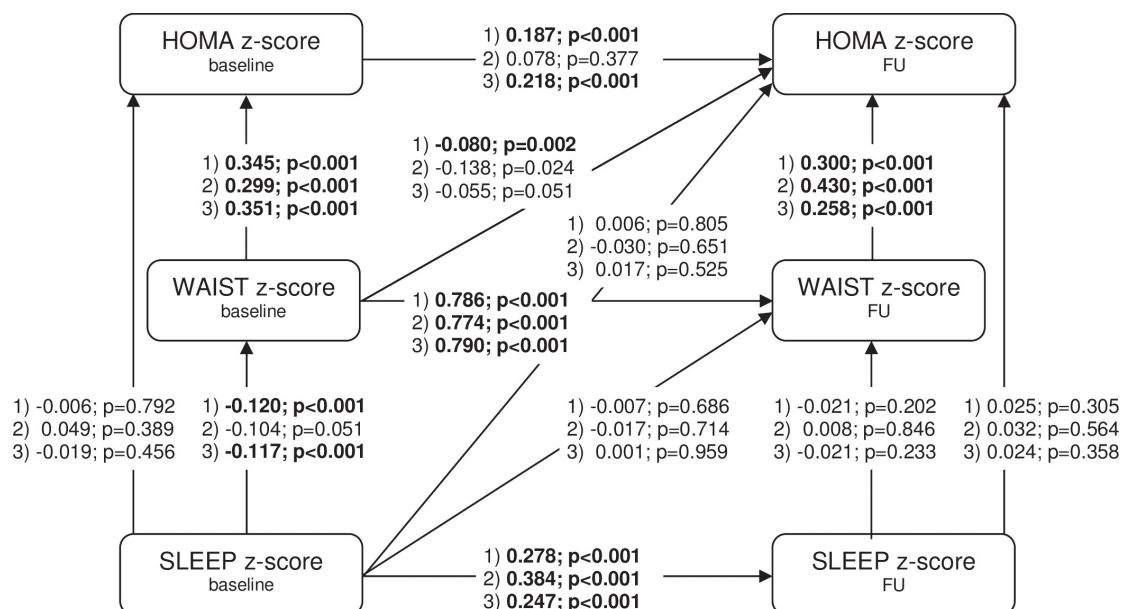 HOMA z-score
baseline
1) 0.187; p<0.001
2) 0.078; p=0.377
3) 0.218; p<0.001
HOMA z-score
FU
1) 0.345; p<0.001
2) 0.299; p<0.001
3) 0.351; p<0.001
1) -0.080; p=0.002
2) -0.138; p=0.024
3) -0.055; p=0.051
1) 0.300; p<0.001
2) 0.430; p<0.001
3) 0.258; p<0.001
1) 0.006; p=0.805
2) -0.030; p=0.651
3) 0.017; p=0.525
WAIST z-score
baseline
1) 0.786; p<0.001
2) 0.774; p<0.001
3) 0.790; p<0.001
WAIST z-score
FU
1) -0.006; p=0.792
2) 0.049; p=0.389
3) -0.019; p=0.456
1) -0.120; p<0.001
2) -0.104; p=0.051
3) -0.117; p<0.001
1) -0.007; p=0.686
2) -0.017; p=0.714
3) 0.001; p=0.959
1) -0.021; p=0.202
2) 0.008; p=0.846
3) -0.021; p=0.233
1) 0.025; p=0.305
2) 0.032; p=0.564
3) 0.024; p=0.358
SLEEP z-score
baseline
1) 0.278; p<0.001
2) 0.384; p<0.001
3) 0.247; p<0.001
SLEEP z-score
FU